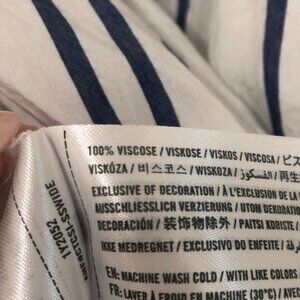 100% VISCOSE / VISKOSE / VISKOS / VISCOSA / ビス
VISKÓZA / 비스코스 / WISKOZA / الفسكوز / 再生
EXCLUSIVE OF DECORATION / À L'EXCLUSION DE LA
AUSSCHLIESSLICH VERZIERUNG / UTOM DEKORATION
DECORACIÓN / 装饰物除外 / PAITSI KORISTE /
IKKE MEDREGNET / EXCLUSIVO DO ENFEITE /
EN: MACHINE WASH COLD / WITH LIKE COLORS /
FR: LAVER À FROID EN MACHINE (30°C) / AVEC